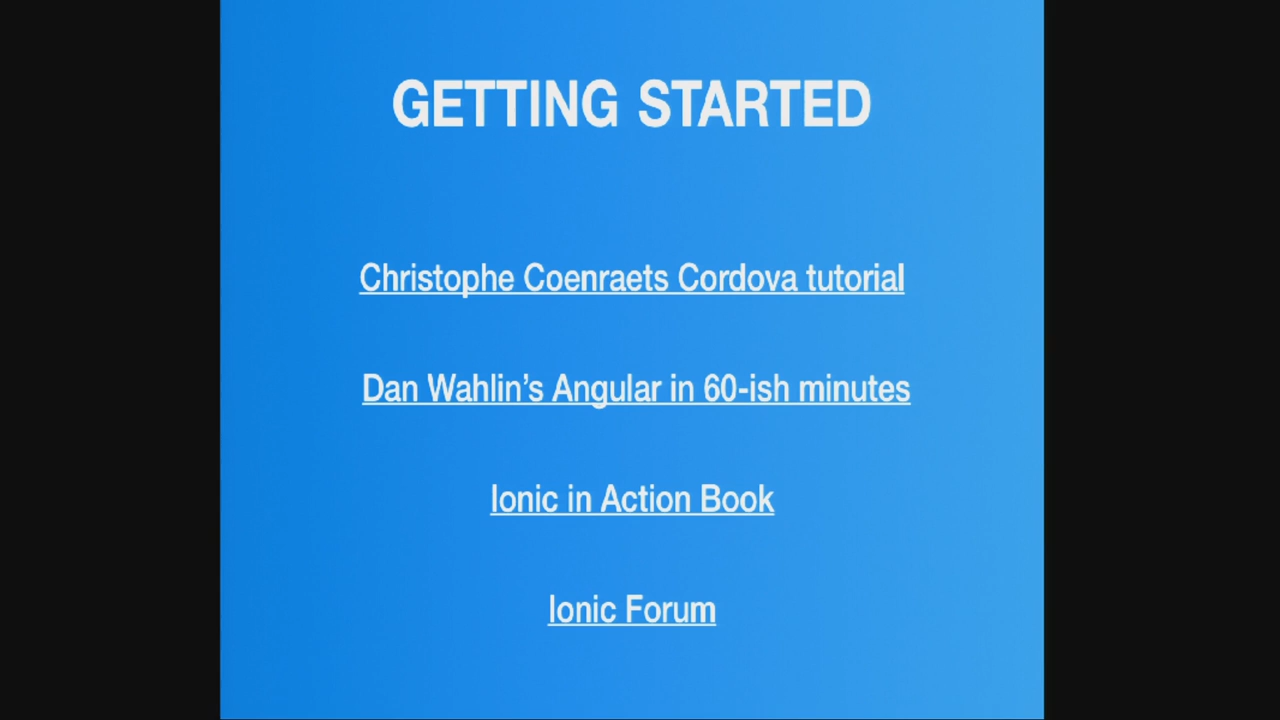 GETTING STARTED
Christophe Coenraets Cordova tutorial
Dan Wahlin’s Angular in 60-ish minutes
Ionic in Action Book
Ionic Forum